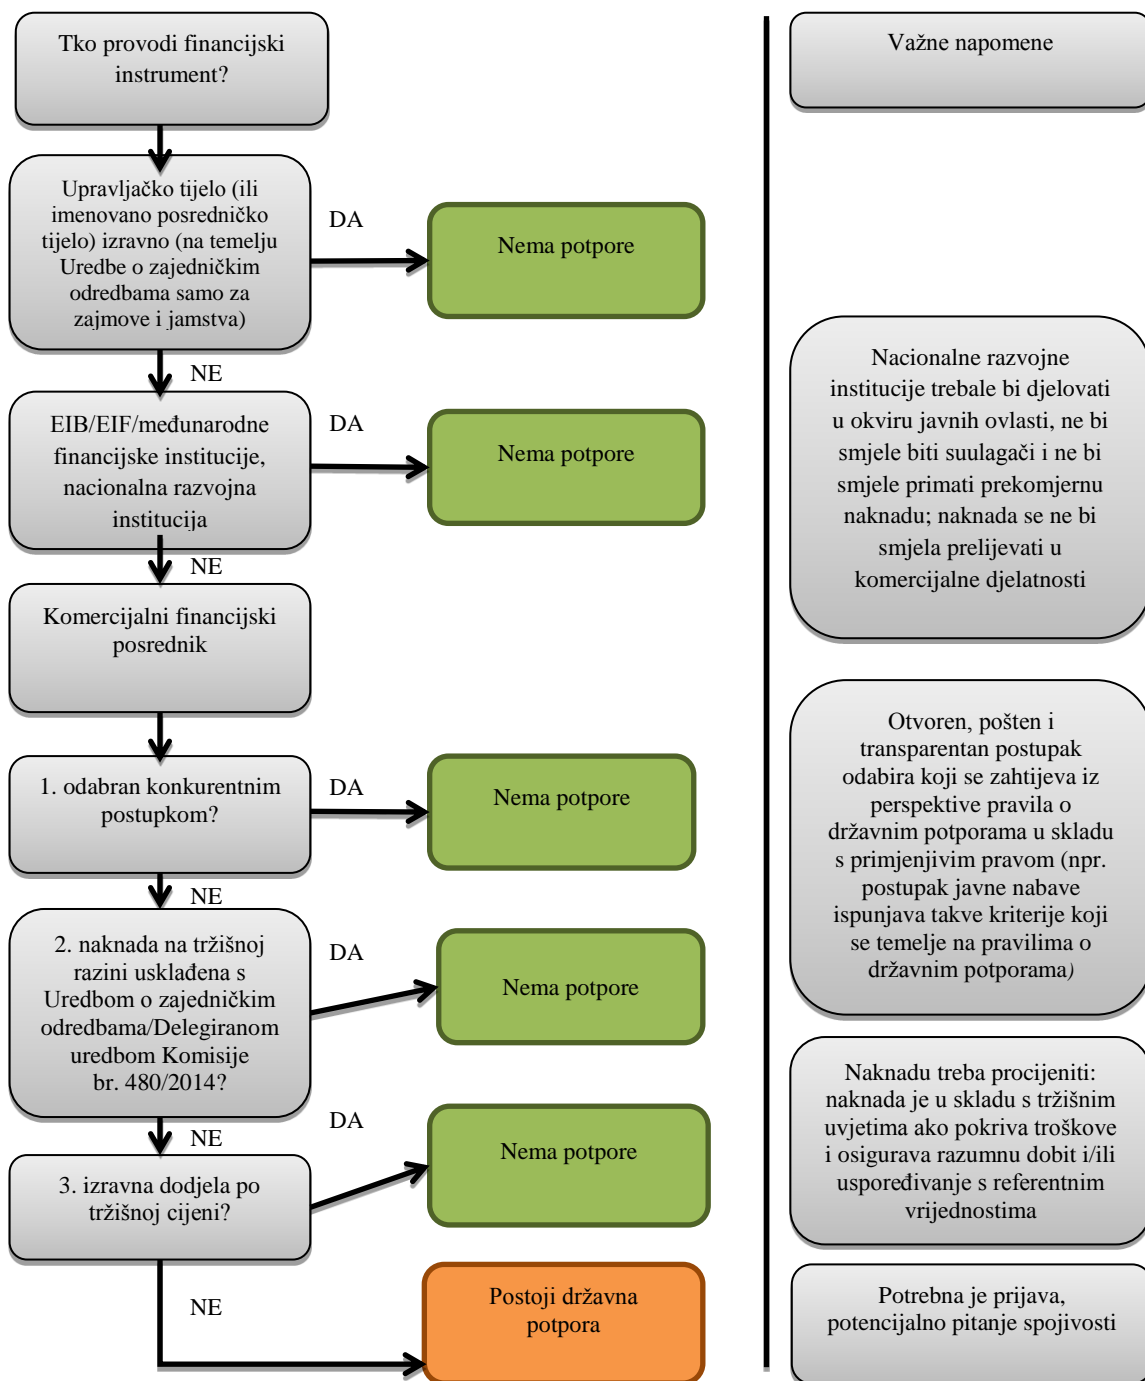 Tko provodi financijski
instrument?
Upravljačko tijelo (ili
imenovano posredničko
tijelo) izravno (na temelju
Uredbe o zajedničkim
odredbama samo za
zajmove i jamstva)
DA
Nema potpore
NE
EIB/EIF/međunarodne
financijske institucije,
nacionalna razvojna
institucija
DA
Nema potpore
NE
Komercijalni financijski
posrednik
1. odabran konkurentnim
postupkom?
DA
Nema potpore
NE
2. naknada na tržišnoj
razini usklađena s
Uredbom o zajedničkim
odredbama/Delegiranom
uredbom Komisije
br. 480/2014?
DA
Nema potpore
NE
3. izravna dodjela po
tržišnoj cijeni?
DA
Nema potpore
NE
Postoji državna
potpora
Važne napomene
Nacionalne razvojne
institucije trebale bi djelovati
u okviru javnih ovlasti, ne bi
smjele biti suulagači i ne bi
smjele primati prekomjernu
naknadu; naknada se ne bi
smjela prelijevati u
komercijalne djelatnosti
Otvoren, pošten i
transparentan postupak
odabira koji se zahtijeva iz
perspektive pravila o
državnim potporama u skladu
s primjenjivim pravom (npr.
postupak javne nabave
ispunjava takve kriterije koji
se temelje na pravilima o
državnim potporama)
Naknadu treba procijeniti:
naknada je u skladu s tržišnim
uvjetima ako pokriva troškove
i osigurava razumnu dobit i/ili
uspoređivanje s referentnim
vrijednostima
Potrebna je prijava,
potencijalno pitanje spojivosti